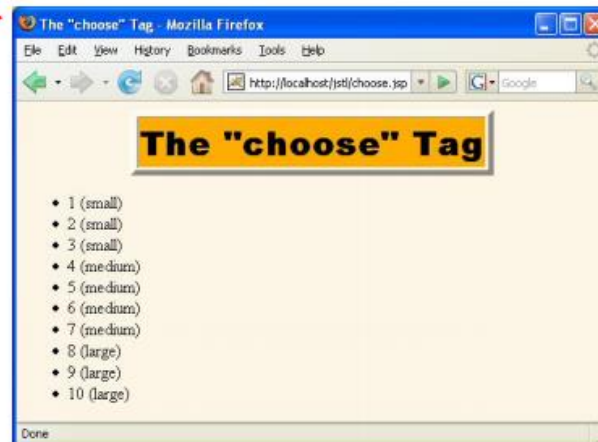 The "choose" Tag - Mozilla Firefox
File Edit View History Bookmarks Tools Help
http://localhost/jstl/choose.jsp G Google
The "choose" Tag
1 (small)
2 (small)
3 (small)
4 (medium)
5 (medium)
6 (medium)
7 (medium)
8 (large)
9 (large)
10 (large)
Done